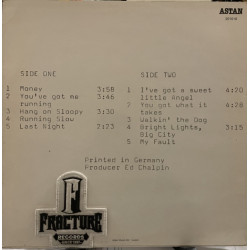 ASTAN
SIDE ONE
1 Money 3:58
2 You've got me 3:46
running
3 Hang on Sloopy 3:30
4 Running Slow 5:20
5 Last Night 2:23
SIDE TWO
1 I've got a sweet 4:20
little Angel
2 You got what it 4:28
takes
3 Walkin' the Dog
4 Bright Lights, 3:15
Big City
5 My Fault
Printed in Germany
Producer Ed Chalpin
F
FRACTURE
RECORDS